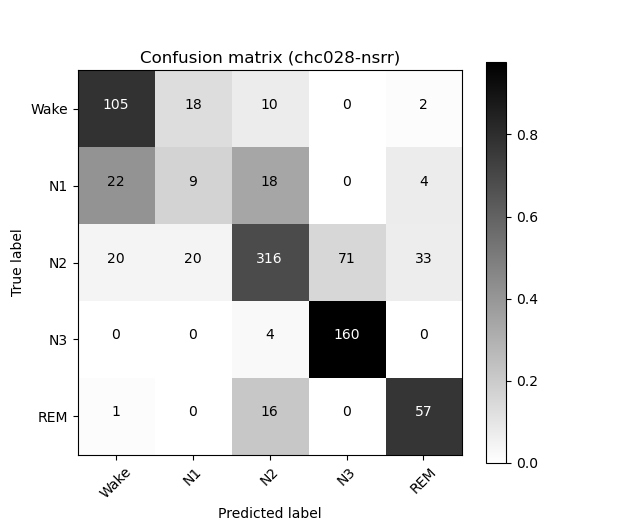 Confusion matrix (chc028-nsrr)
Wake 105 18 10 0 2
N1 22 9 18 0 4
N2 20 20 316 71 33
N3 0 0 4 160 0
REM 1 0 16 0 57
Wake N1 N2 N3 REM
True label
Predicted label
0.8
0.6
0.4
0.2
0.0